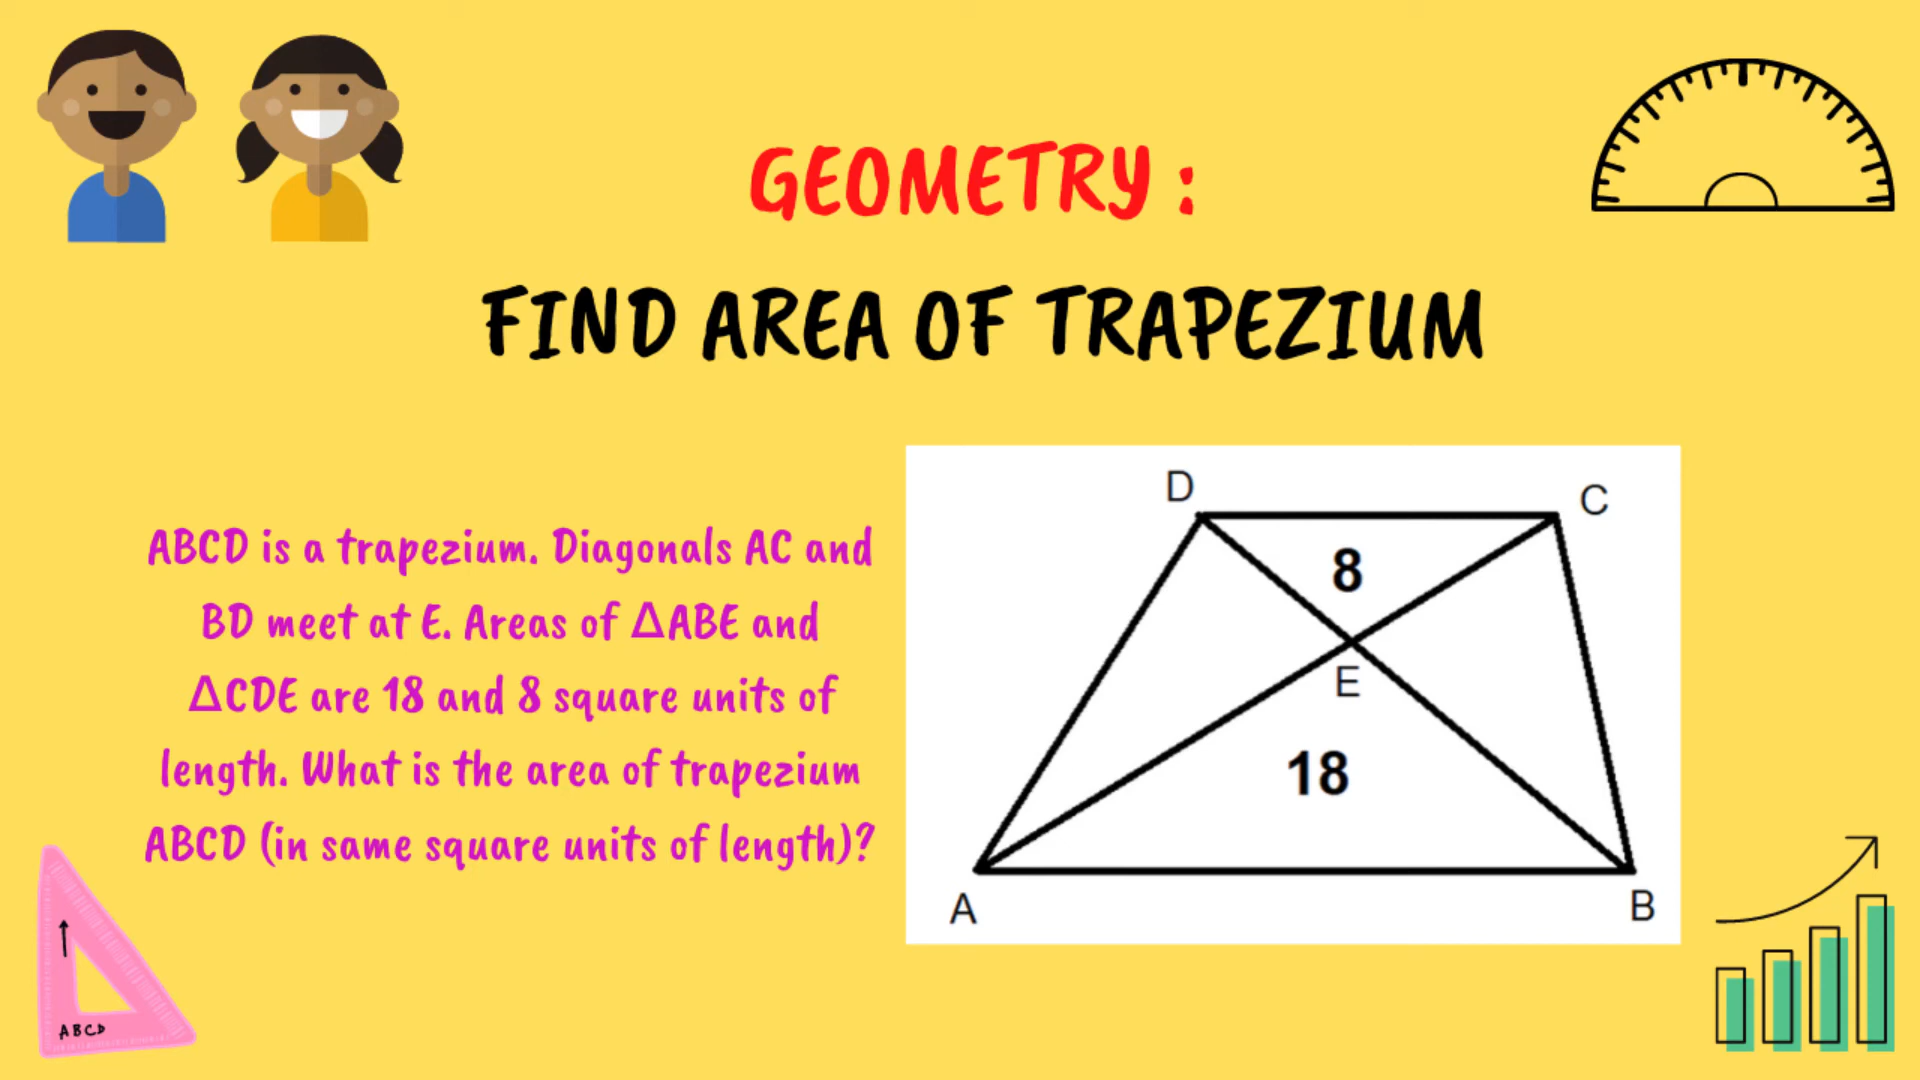 GEOMETRY :
FIND AREA OF TRAPEZIUM
ABCD is a trapezium. Diagonals AC and
BD meet at E. Areas of ΔABE and
ΔCDE are 18 and 8 square units of
length. What is the area of trapezium
ABCD (in same square units of length)?
D
C
8
E
18
A
B
ABCD